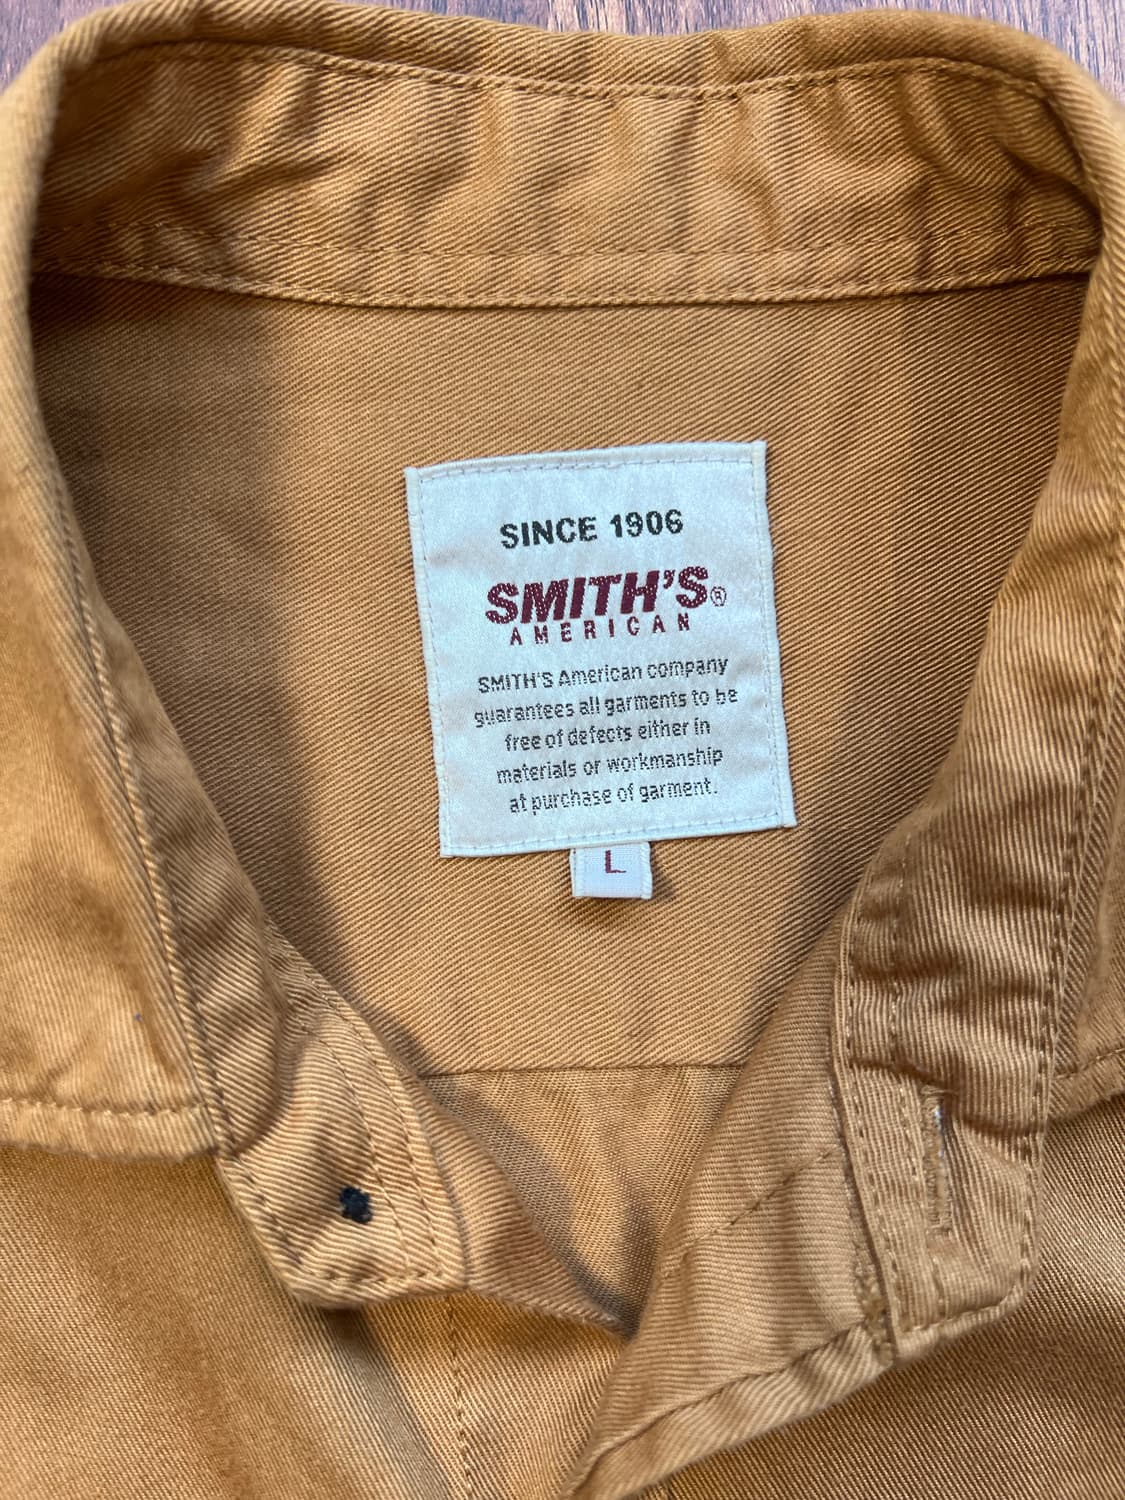 SINCE 1906
SMITH'S®
AMERICAN
SMITH'S American company
guarantees all garments to be
free of defects either in
materials or workmanship
at purchase of garment.
L